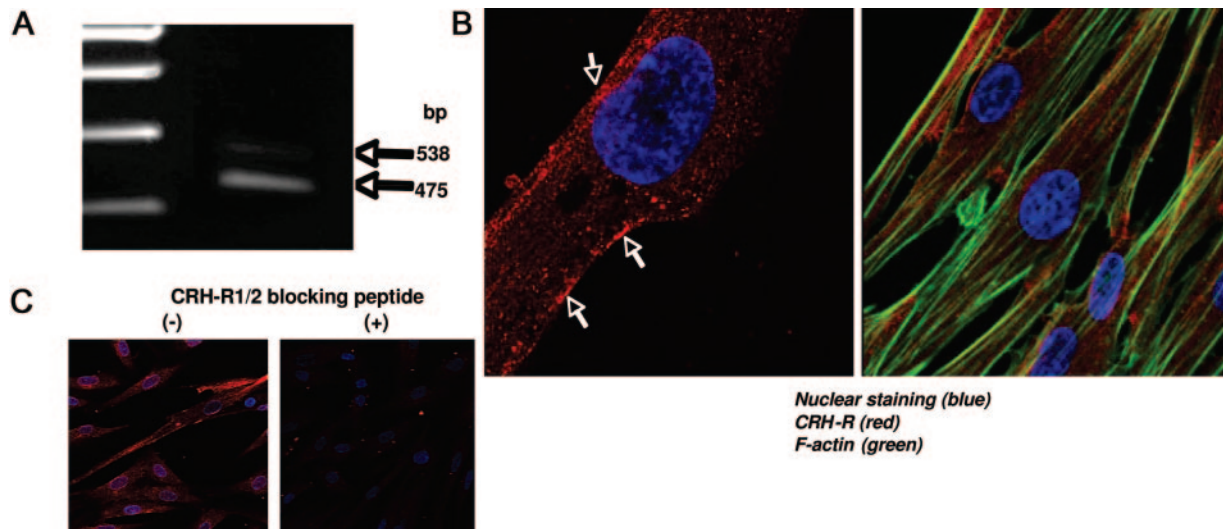 A
bp
538
475
B
C
CRH-R1/2 blocking peptide
(-) (+)
Nuclear staining (blue)
CRH-R (red)
F-actin (green)